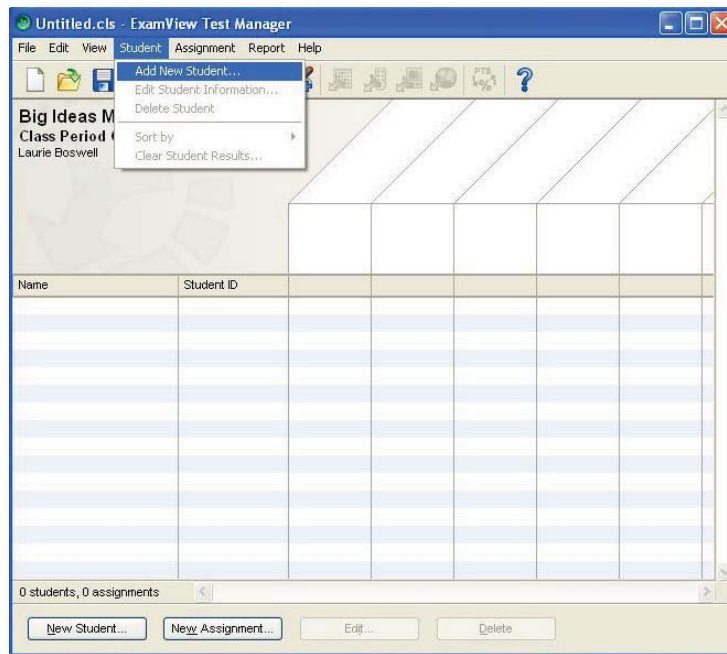 Untitled.cls - ExamView Test Manager
File Edit View Student Assignment Report Help
Add New Student...
Edit Student Information...
Delete Student
Sort by
Clear Student Results...
PTS
%
?
Big Ideas M
Class Period
Laurie Boswell
Name Student ID
0 students, 0 assignments
New Student... New Assignment... Edit... Delete